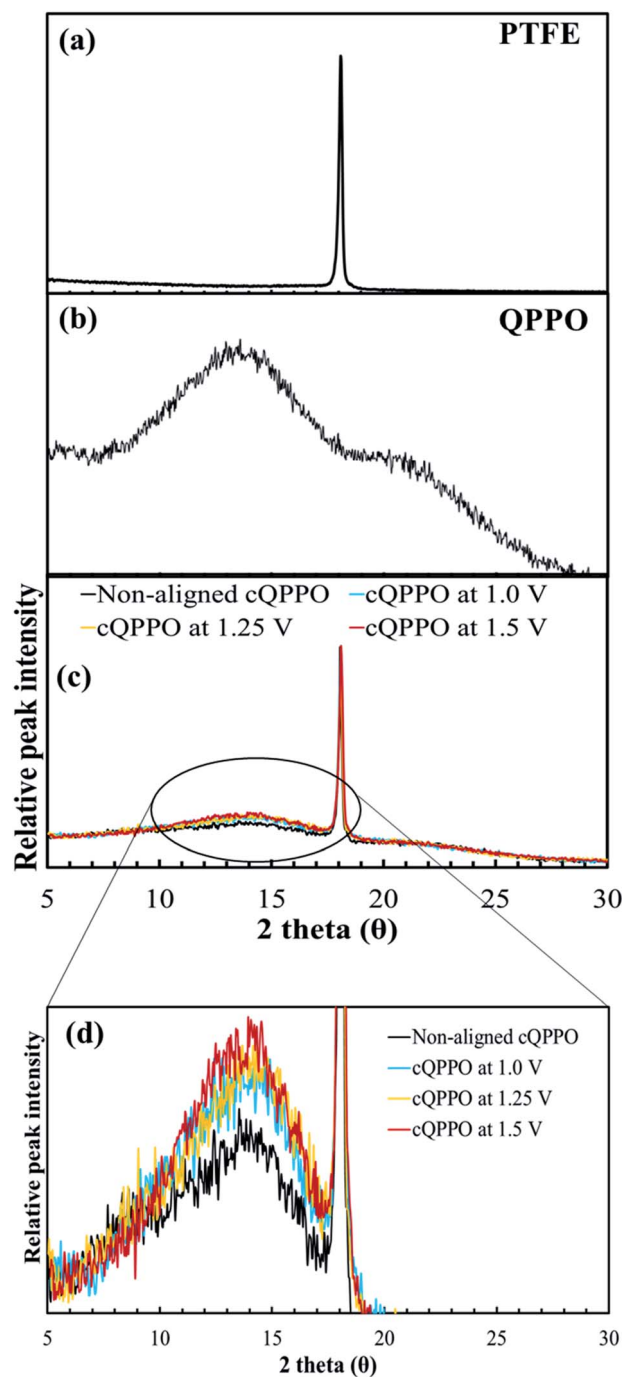 (a)
PTFE
(b)
QPPO
Non-aligned cQPPO
cQPPO at 1.0 V
cQPPO at 1.25 V
cQPPO at 1.5 V
(c)
Relative peak intensity
5
10
15
20
25
30
2 theta (θ)
(d)
Non-aligned cQPPO
cQPPO at 1.0 V
cQPPO at 1.25 V
cQPPO at 1.5 V
Relative peak intensity
5
10
15
20
25
30
2 theta (θ)